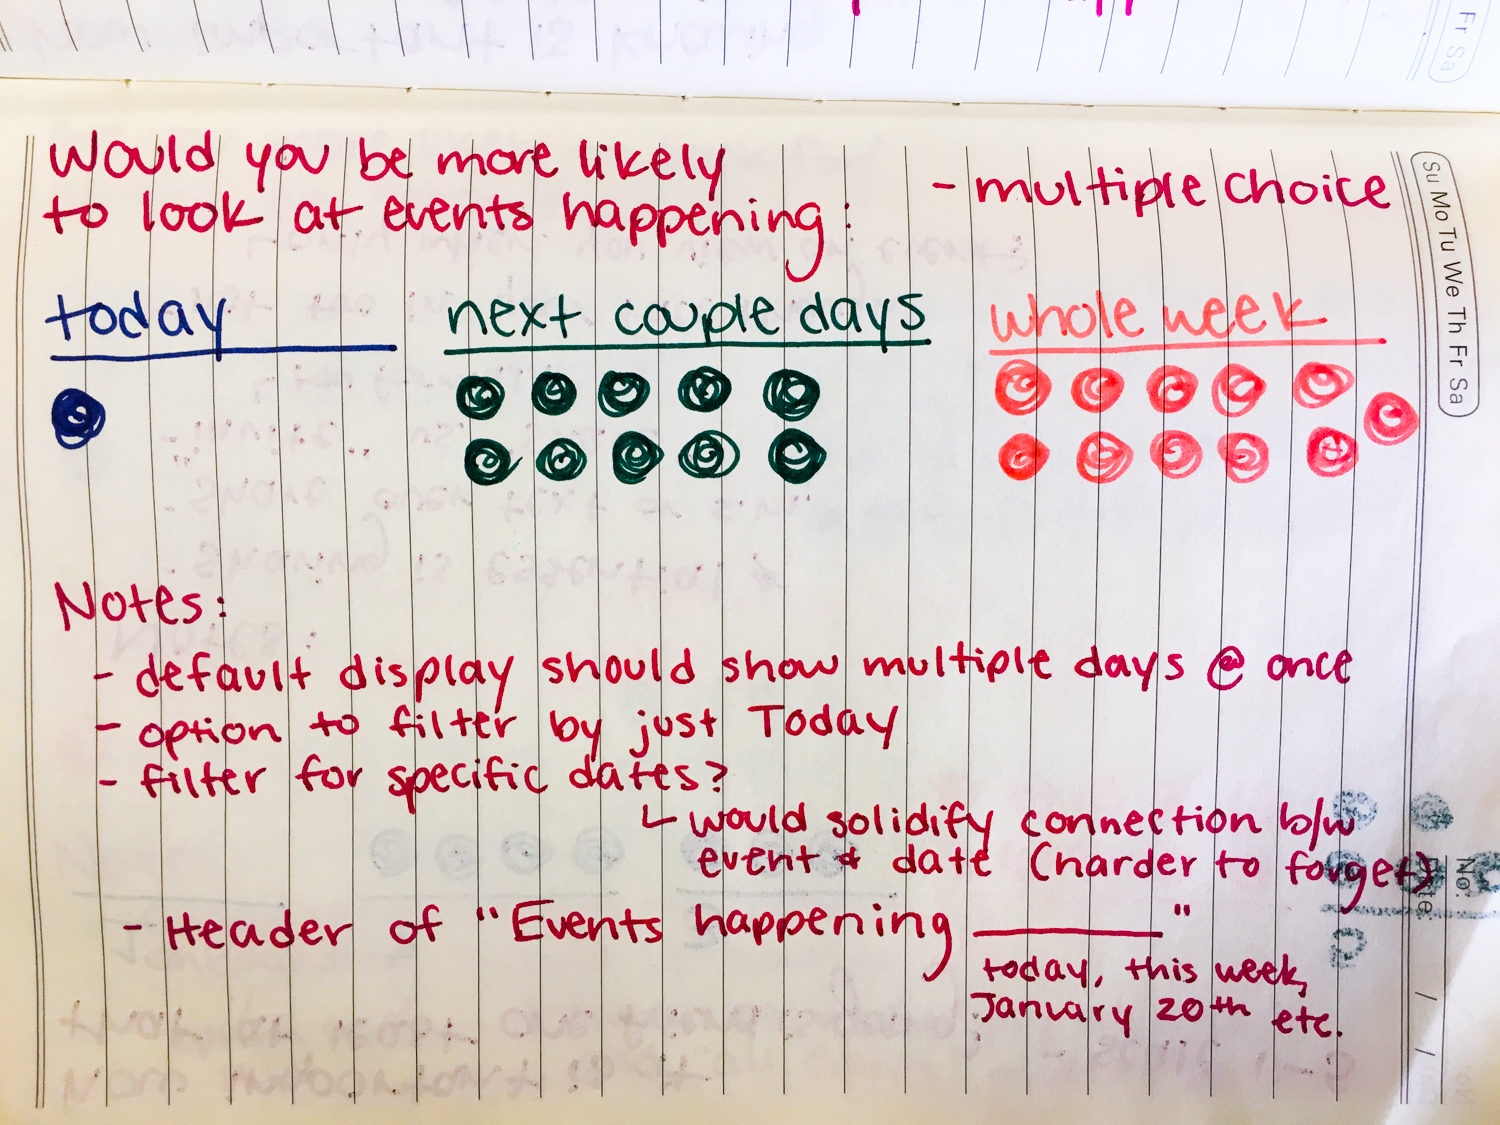 Would you be more likely
to look at events happening:
- multiple choice
today
next couple days
whole week
Notes:
- default display should show multiple days @ once
- option to filter by just Today
- filter for specific dates?
would solidify connection b/w
event & date (harder to forget)
- Header of "Events happening ______"
today, this week,
January 20th etc.
Su Mo Tu We Th Fr Sa
Fr Sa
No: